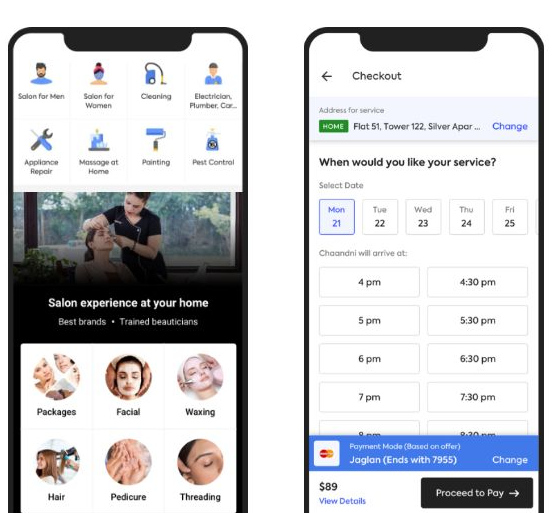 Salon for Men
Salon for
Women
Cleaning
Electrician,
Plumber, Car...
Appliance
Repair
Massage at
Home
Painting
Pest Control
Salon experience at your home
Best brands • Trained beauticians
Packages
Facial
Waxing
Hair
Pedicure
Threading
← Checkout
Address for service
HOME Flat 51, Tower 122, Silver Apar ... Change
When would you like your service?
Select Date
Mon Tue Wed Thu Fri
21 22 23 24 25
Chaandni will arrive at:
4 pm 4:30 pm
5 pm 5:30 pm
6 pm 6:30 pm
7 pm 7:30 pm
8 pm 8:30 pm
Payment Mode (Based on offer)
Jaglan (Ends with 7955) Change
$89
View Details
Proceed to Pay →